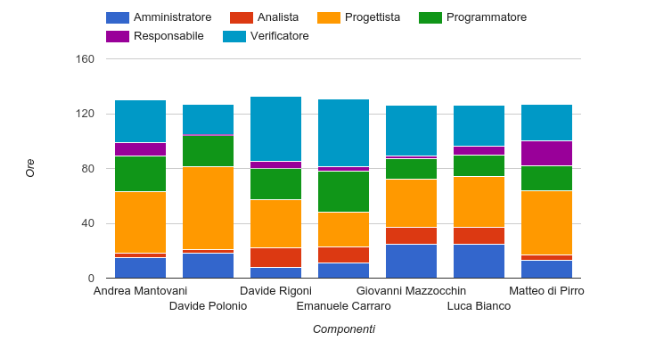 Amministratore Analista Progettista Programmatore
Responsabile Verificatore
160
120
80
40
0
Ore
Andrea Mantovani Davide Rigoni Giovanni Mazzocchin Matteo di Pirro
Davide Polonio Emanuele Carraro Luca Bianco
Componenti